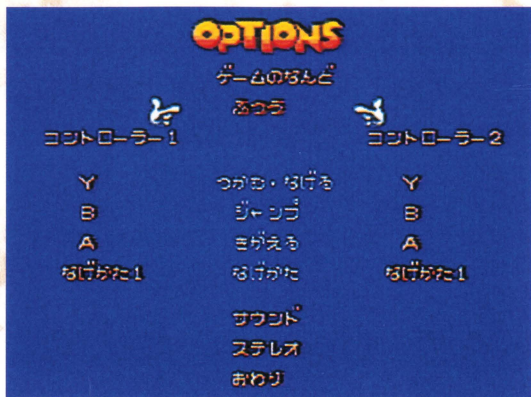 OPTIONS
ゲームのなんど
ふつう
コントローラー1 コントローラー2
Y つかむ・なげる Y
B ジャンプ B
A きがえる A
なげかた1 なげかた なげかた1
サウンド
ステレオ
おわり